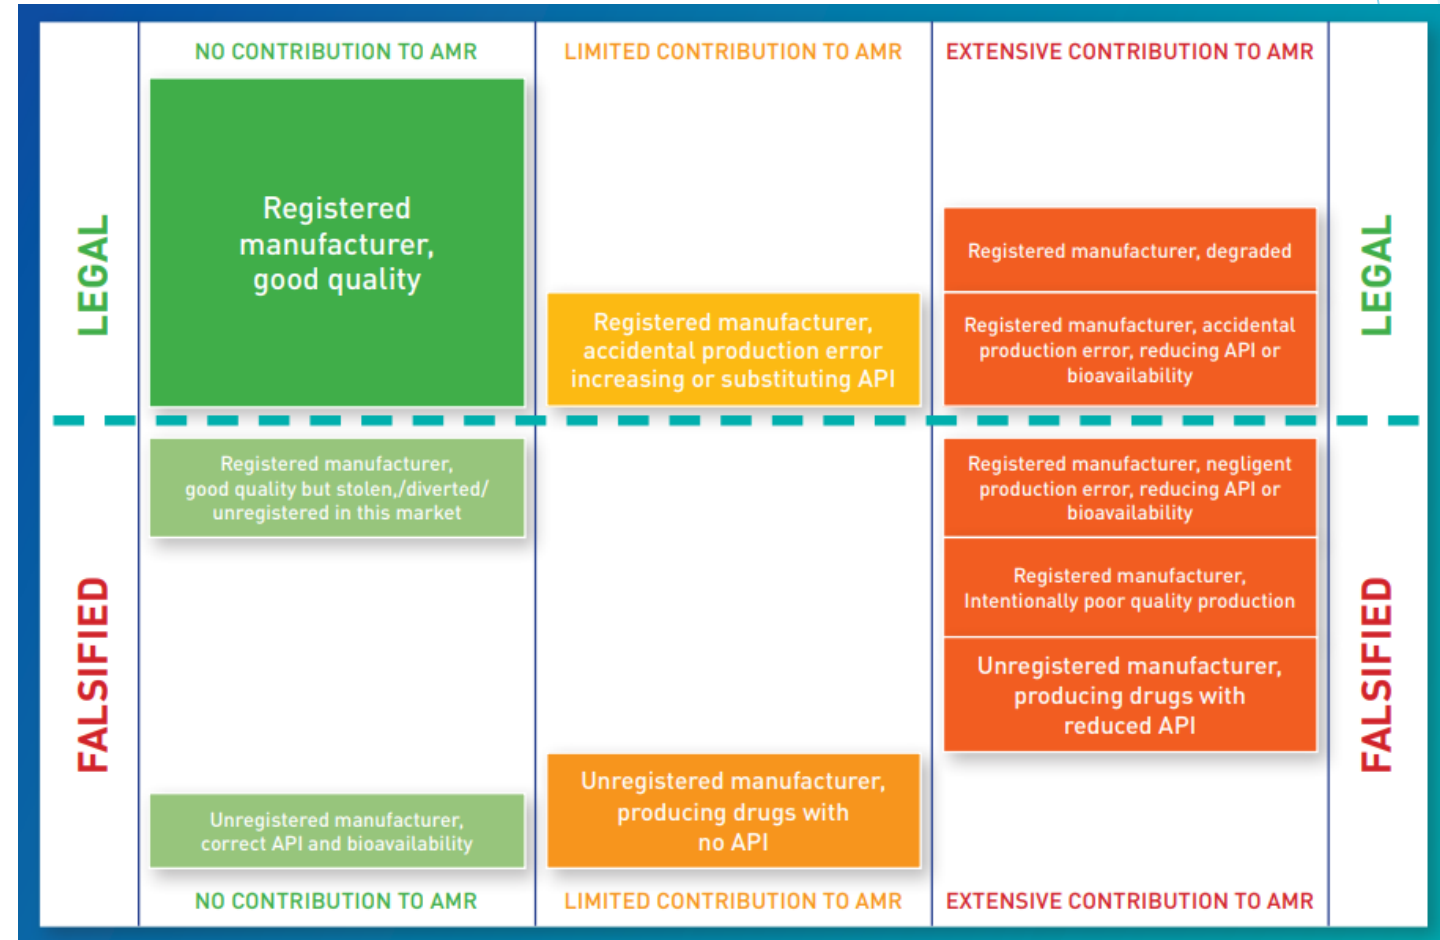 NO CONTRIBUTION TO AMR
LIMITED CONTRIBUTION TO AMR
EXTENSIVE CONTRIBUTION TO AMR
LEGAL
Registered
manufacturer,
good quality
Registered manufacturer,
accidental production error
increasing or substituting API
Registered manufacturer, degraded
Registered manufacturer, accidental
production error, reducing API or
bioavailability
LEGAL
FALSIFIED
Registered manufacturer,
good quality but stolen,/diverted/
unregistered in this market
Unregistered manufacturer,
correct API and bioavailability
Unregistered manufacturer,
producing drugs with
no API
Registered manufacturer, negligent
production error, reducing API or
bioavailability
Registered manufacturer,
Intentionally poor quality production
Unregistered manufacturer,
producing drugs with
reduced API
FALSIFIED
NO CONTRIBUTION TO AMR
LIMITED CONTRIBUTION TO AMR
EXTENSIVE CONTRIBUTION TO AMR